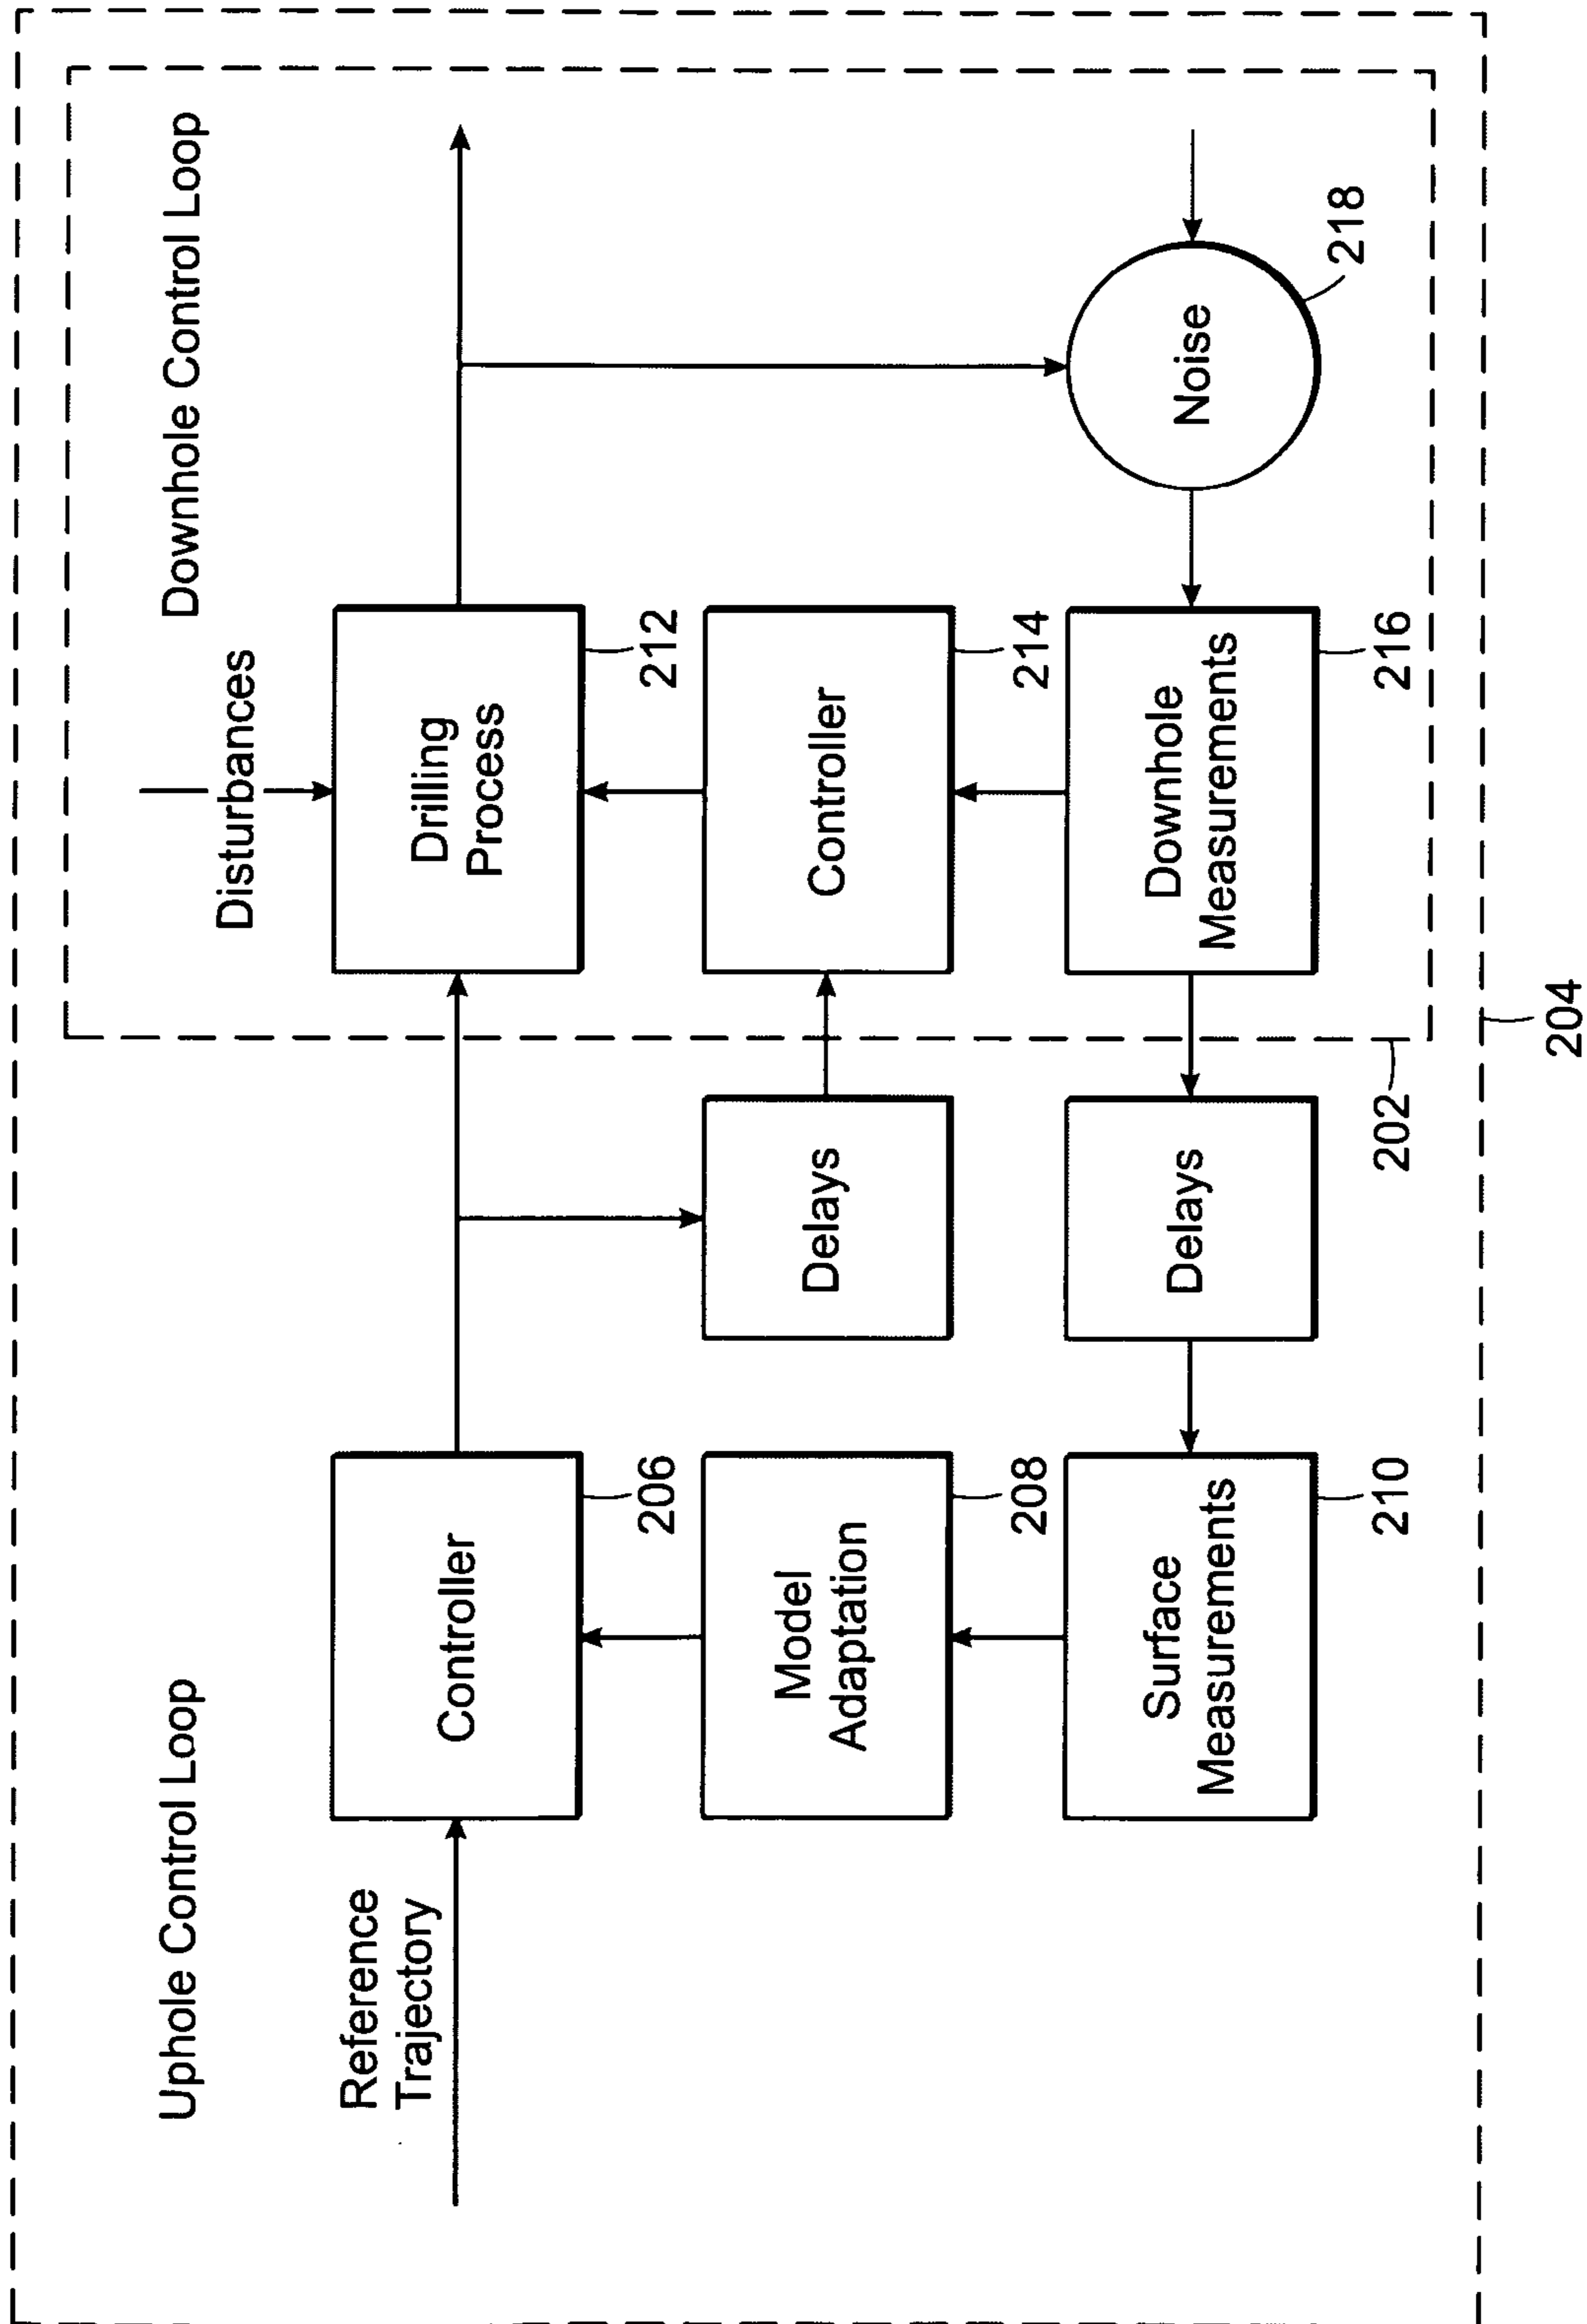 Uphole Control Loop
Downhole Control Loop
Disturbances
Reference
Trajectory
Controller
206
Drilling
Process
212
Model
Adaptation
208
Delays
Controller
214
Surface
Measurements
210
Delays
Downhole
Measurements
216
Noise
218
202
204